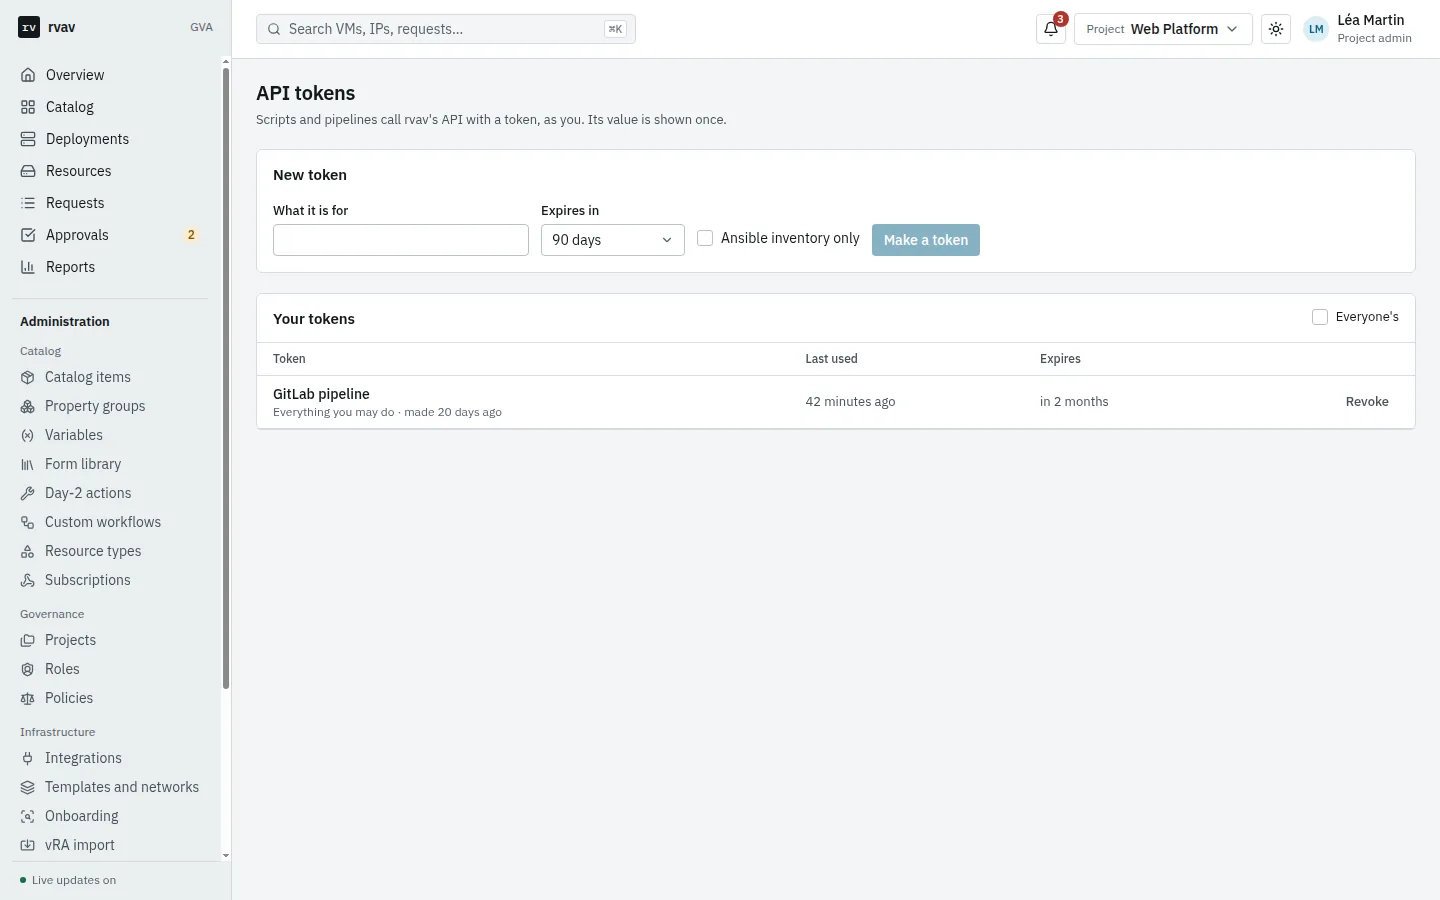 rv rvav GVA
Overview
Catalog
Deployments
Resources
Requests
Approvals 2
Reports
Administration
Catalog
Catalog items
Property groups
Variables
Form library
Day-2 actions
Custom workflows
Resource types
Subscriptions
Governance
Projects
Roles
Policies
Infrastructure
Integrations
Templates and networks
Onboarding
vRA import
Live updates on
Search VMs, IPs, requests... ⌘K
3
Project Web Platform
LM
Léa Martin
Project admin
API tokens
Scripts and pipelines call rvav's API with a token, as you. Its value is shown once.
New token
What it is for
Expires in
90 days
Ansible inventory only
Make a token
Your tokens
Everyone's
Token Last used Expires
GitLab pipeline
Everything you may do · made 20 days ago
42 minutes ago
in 2 months
Revoke